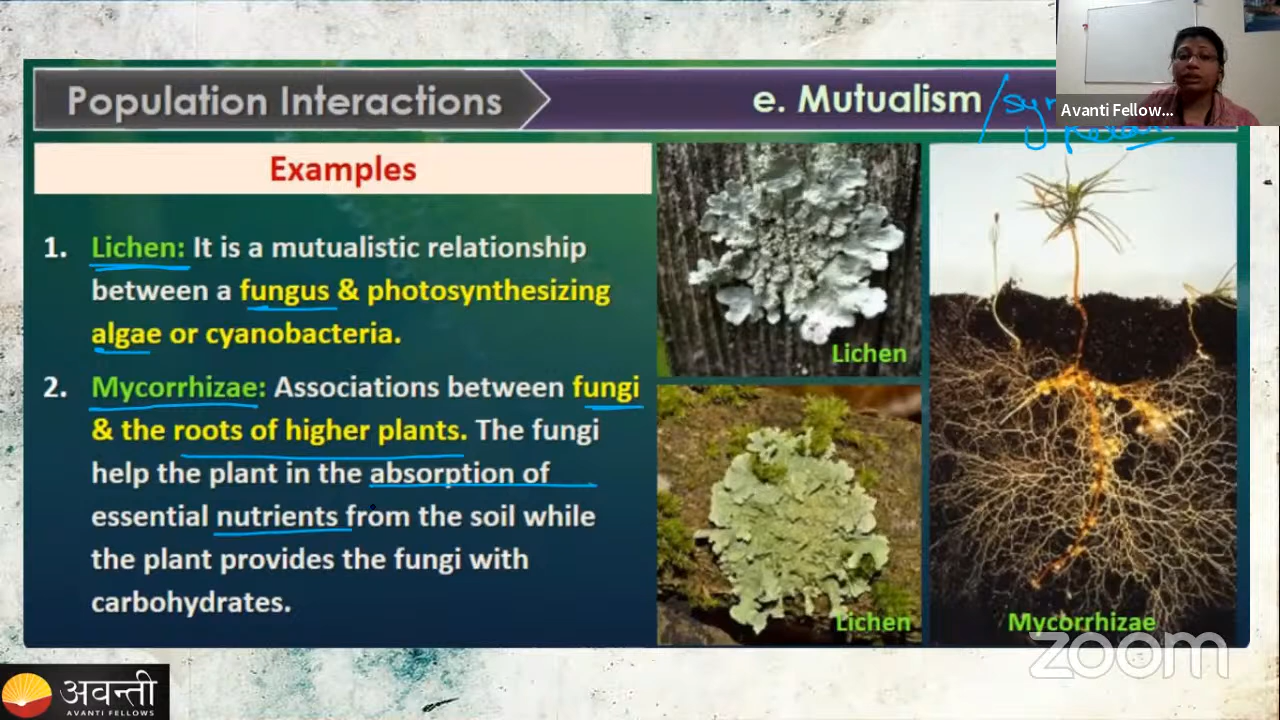 Population Interactions
e. Mutualism /
Avanti Fellow...
Examples
1. Lichen: It is a mutualistic relationship
between a fungus & photosynthesizing
algae or cyanobacteria.
2. Mycorrhizae: Associations between fungi
& the roots of higher plants. The fungi
help the plant in the absorption of
essential nutrients from the soil while
the plant provides the fungi with
carbohydrates.
Lichen
Lichen
Mycorrhizae
zoom
अवन्ती
AVANTI FELLOWS